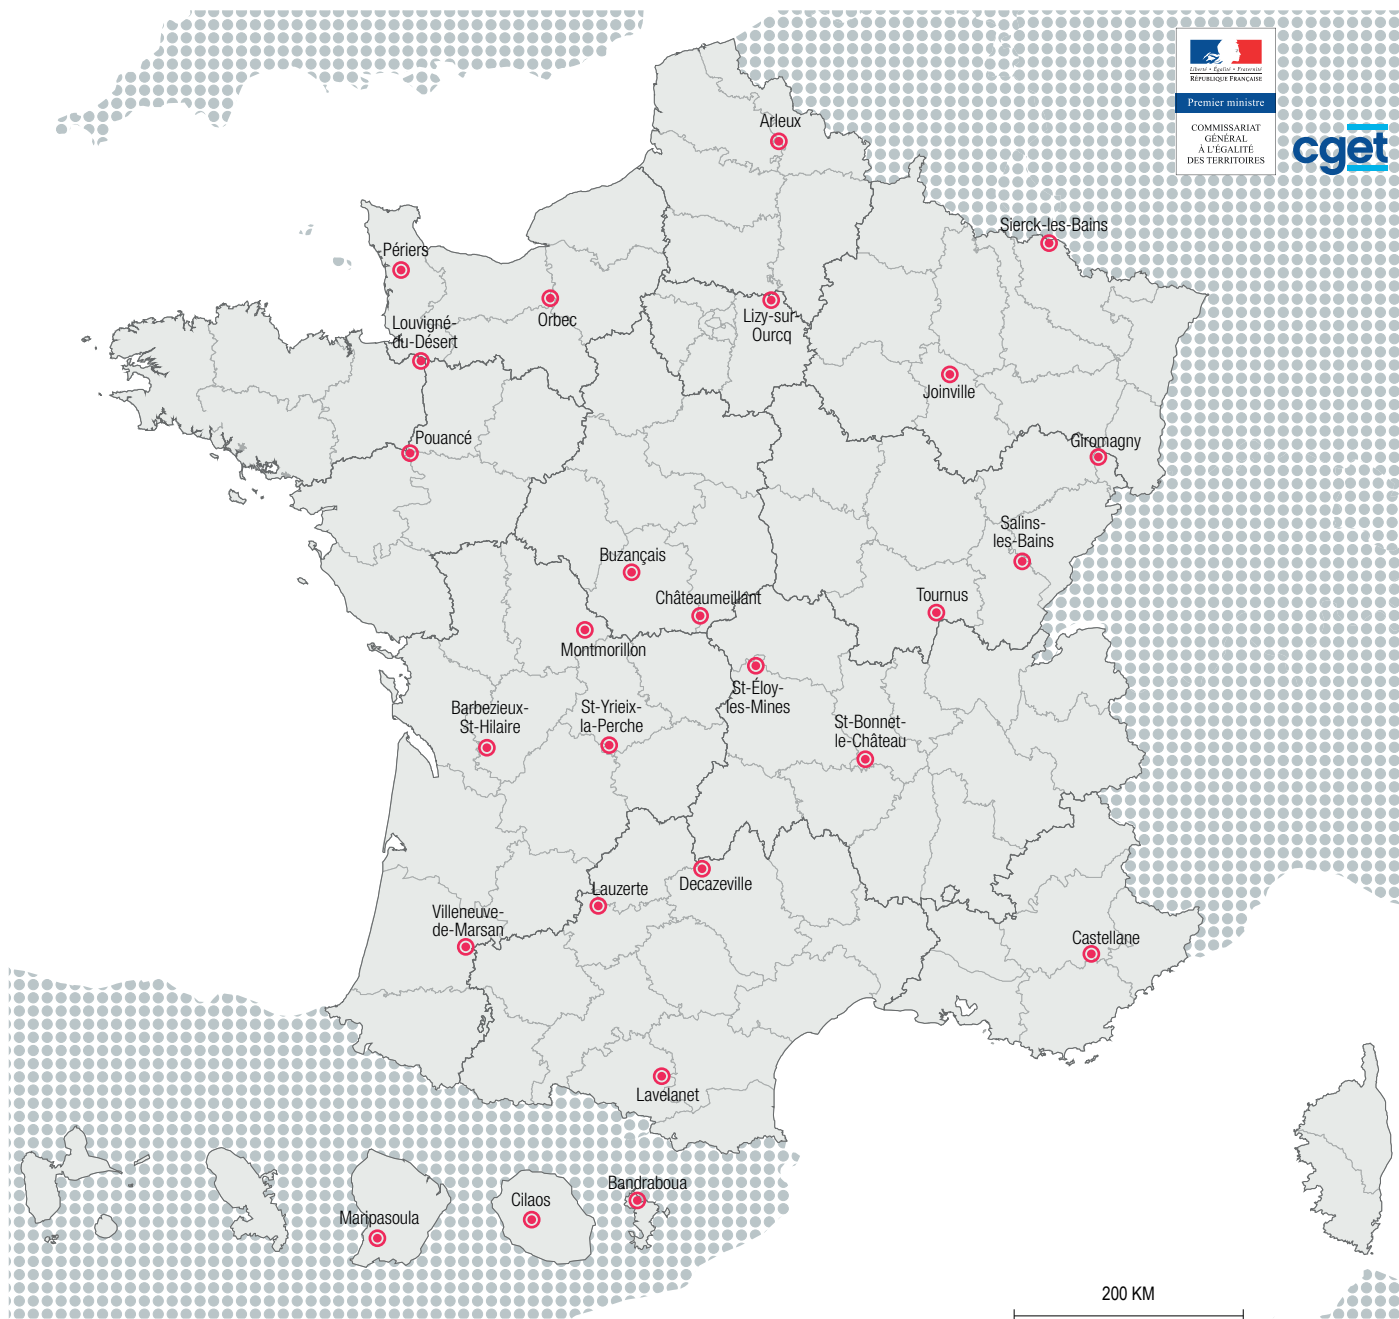 Liberté • Égalité • Fraternité
RÉPUBLIQUE FRANÇAISE
Premier ministre
COMMISSARIAT
GÉNÉRAL
À L'ÉGALITÉ
DES TERRITOIRES
cget
Arleux
Sierck-les-Bains
Périers
Orbec
Lizy-sur-
Ourcq
Louvigné-
du-Désert
Joinville
Pouancé
Giromagny
Salins-
les-Bains
Buzançais
Châteaumeillant
Tournus
Montmorillon
St-Éloy-
les-Mines
Barbezieux-
St-Hilaire
St-Yrieix-
la-Perche
St-Bonnet-
le-Château
Decazeville
Lauzerte
Villeneuve-
de-Marsan
Castellane
Lavelanet
Bandraboua
Cilaos
Maripasoula
200 KM